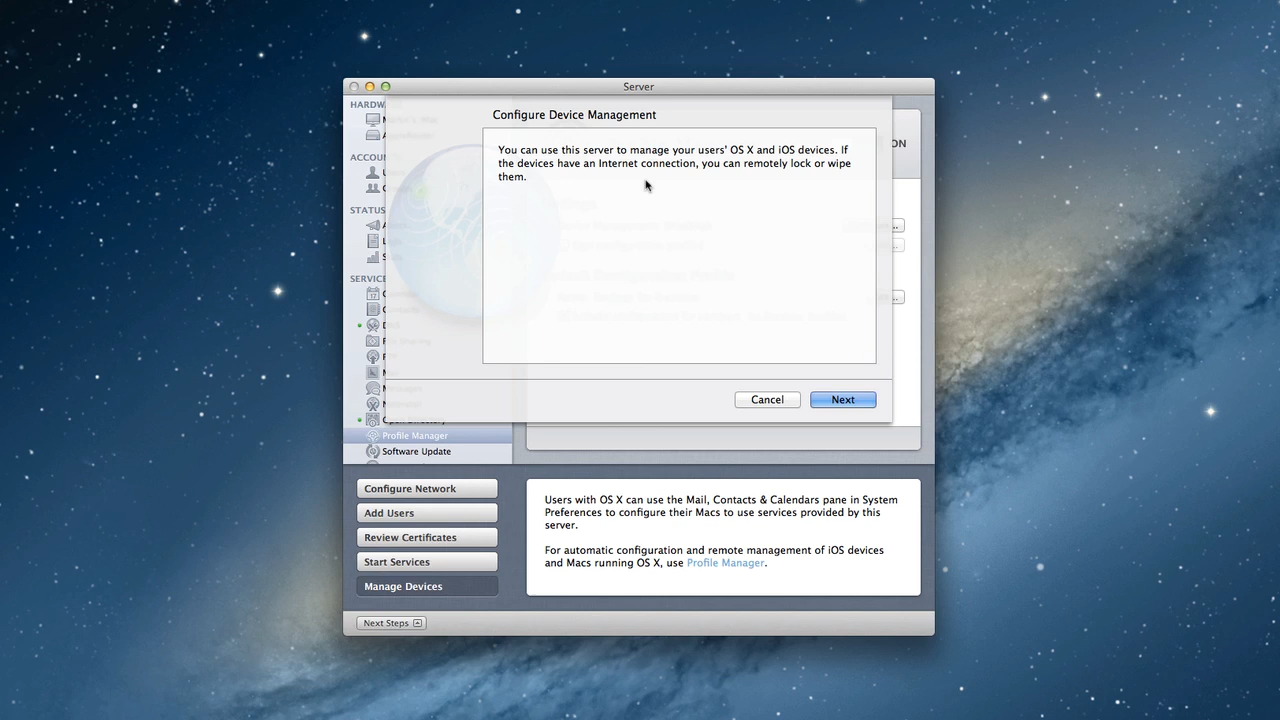 Server
HARDW
ACCOU
STATUS
SERVICE
Profile Manager
Software Update
Configure Device Management
You can use this server to manage your users' OS X and iOS devices. If
the devices have an Internet connection, you can remotely lock or wipe
them.
ON
Cancel
Next
Configure Network
Add Users
Review Certificates
Start Services
Manage Devices
Users with OS X can use the Mail, Contacts & Calendars pane in System
Preferences to configure their Macs to use services provided by this
server.
For automatic configuration and remote management of iOS devices
and Macs running OS X, use Profile Manager.
Next Steps